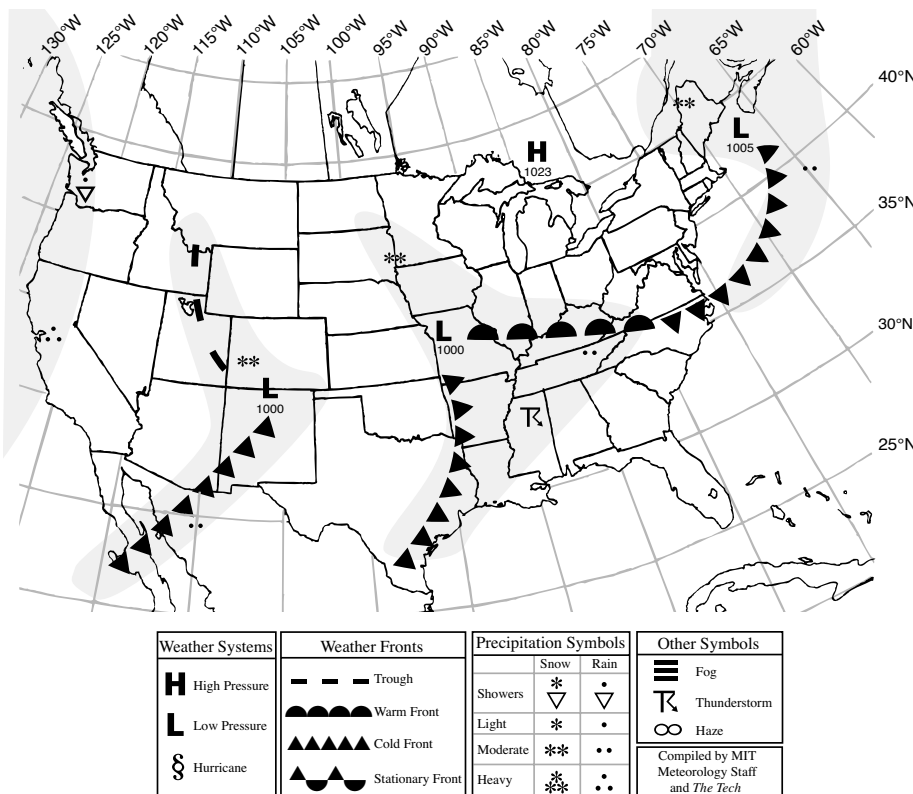 130°W 125°W 120°W 115°W 110°W 105°W 100°W 95°W 90°W 85°W 80°W 75°W 70°W 65°W 60°W
40°N
35°N
30°N
25°N
L
1005
H
1023
L
1000
L
1000
Weather Systems
H High Pressure
L Low Pressure
§ Hurricane
Weather Fronts
Trough
Warm Front
Cold Front
Stationary Front
Precipitation Symbols
Snow Rain
Showers
Light
Moderate
Heavy
Other Symbols
Fog
Thunderstorm
Haze
Compiled by MIT
Meteorology Staff
and The Tech